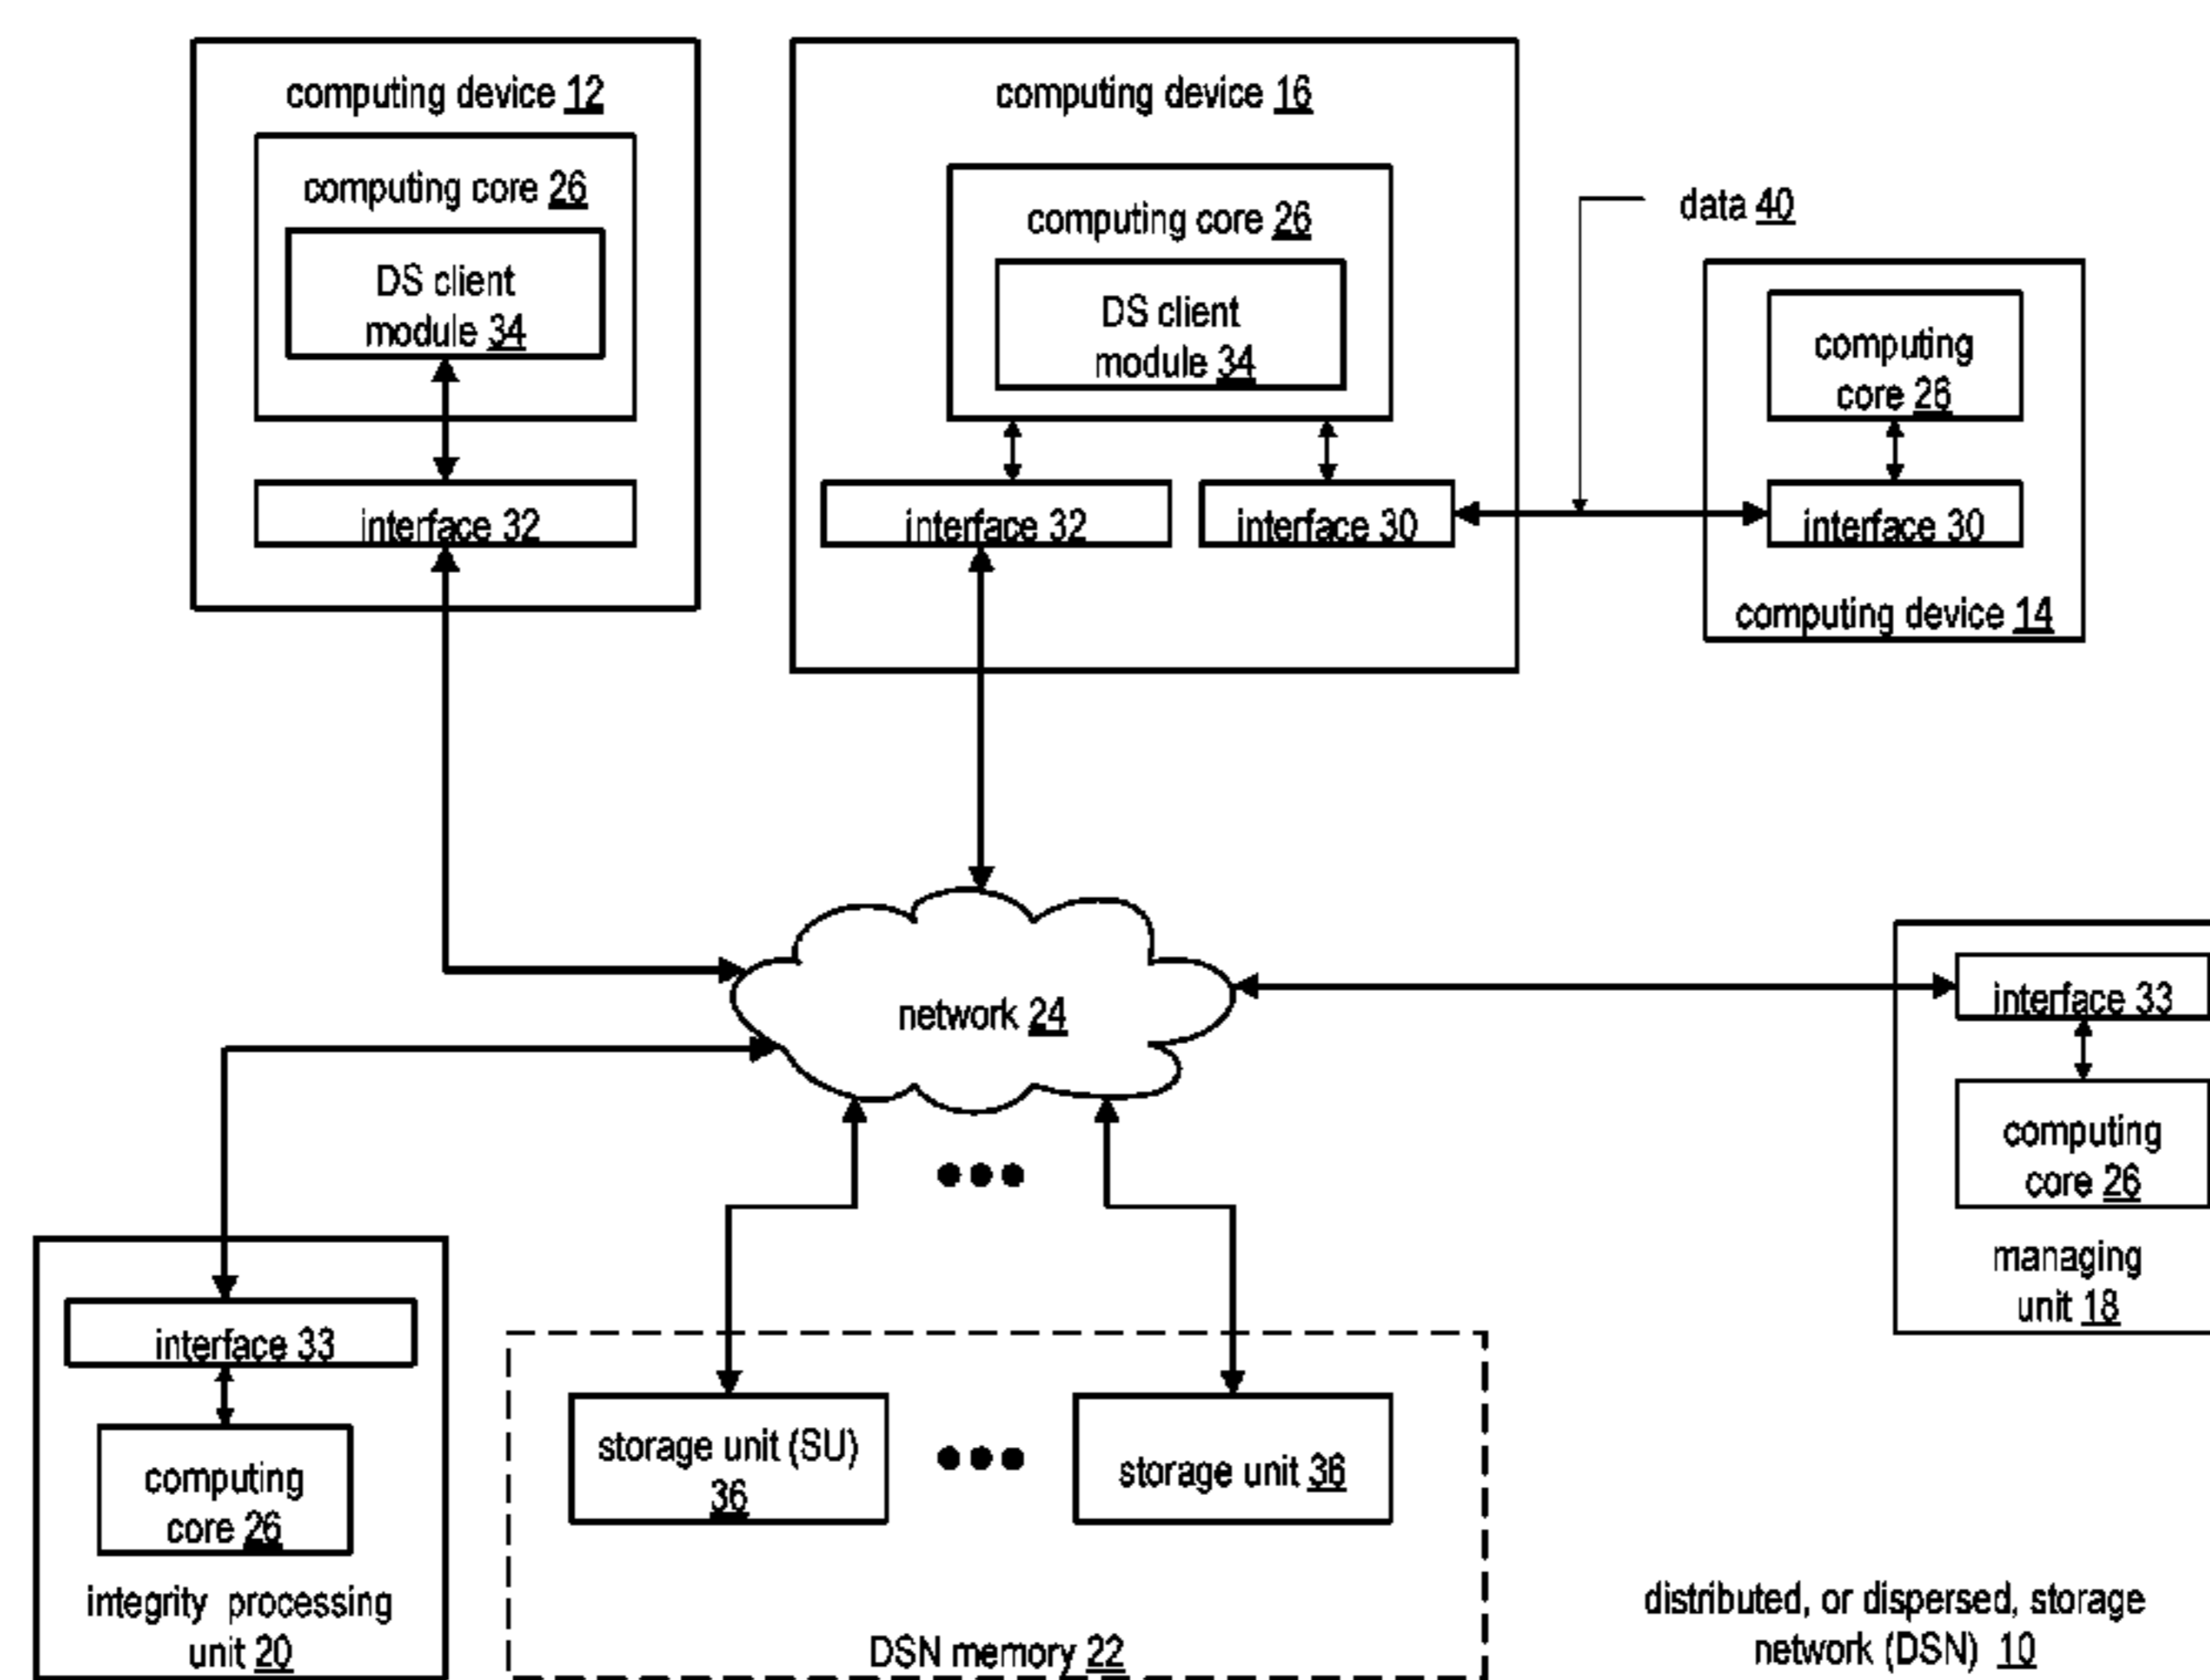 computing device 12
computing core 26
DS client
module 34
interface 32
computing device 16
computing core 26
DS client
module 34
interface 32
interface 30
data 40
computing
core 26
interface 30
computing device 14
network 24
interface 33
computing
core 26
managing
unit 18
interface 33
computing
core 26
integrity processing
unit 20
storage unit (SU)
36
storage unit 36
DSN memory 22
distributed, or dispersed, storage
network (DSN) 10